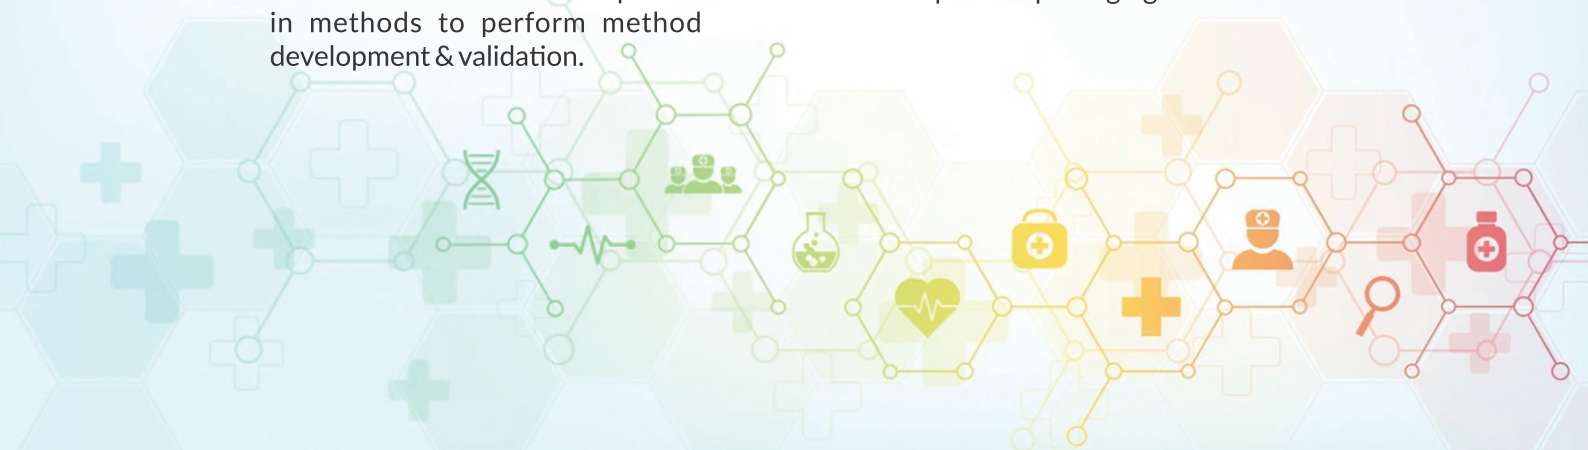 in methods to perform method
development & validation.